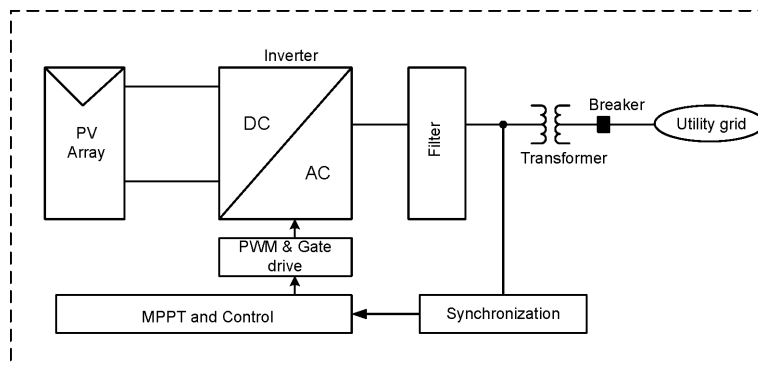 Inverter
PV
Array
DC
AC
Filter
Transformer
Breaker
Utility grid
PWM & Gate
drive
MPPT and Control
Synchronization